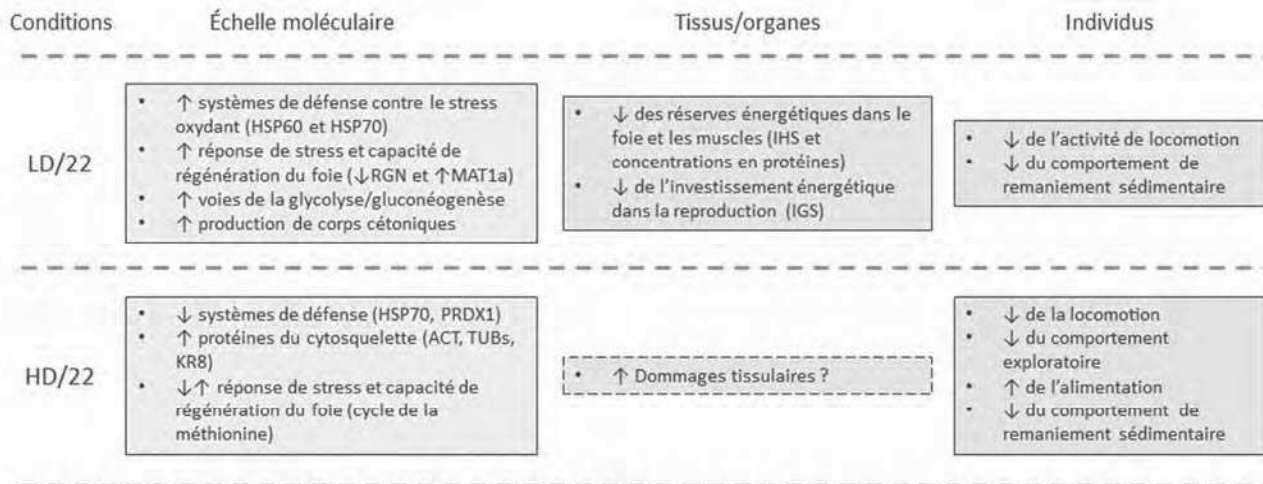 Conditions Échelle moléculaire Tissus/organes Individus
LD/22
• ↑ systèmes de défense contre le stress
oxydant (HSP60 et HSP70)
• ↑ réponse de stress et capacité de
régénération du foie (↓RGN et ↑MAT1a)
• ↑ voies de la glycolyse/gluconéogenèse
• ↑ production de corps cétoniques
• ↓ des réserves énergétiques dans le
foie et les muscles (IHS et
concentrations en protéines)
• ↓ de l'investissement énergétique
dans la reproduction (IGS)
• ↓ de l'activité de locomotion
• ↓ du comportement de
remaniement sédimentaire
HD/22
• ↓ systèmes de défense (HSP70, PRDX1)
• ↑ protéines du cytosquelette (ACT, TUBs,
KR8)
• ↓↑ réponse de stress et capacité de
régénération du foie (cycle de la
méthionine)
• ↑ Dommages tissulaires ?
• ↓ de la locomotion
• ↓ du comportement
exploratoire
• ↑ de l'alimentation
• ↓ du comportement de
remaniement sédimentaire